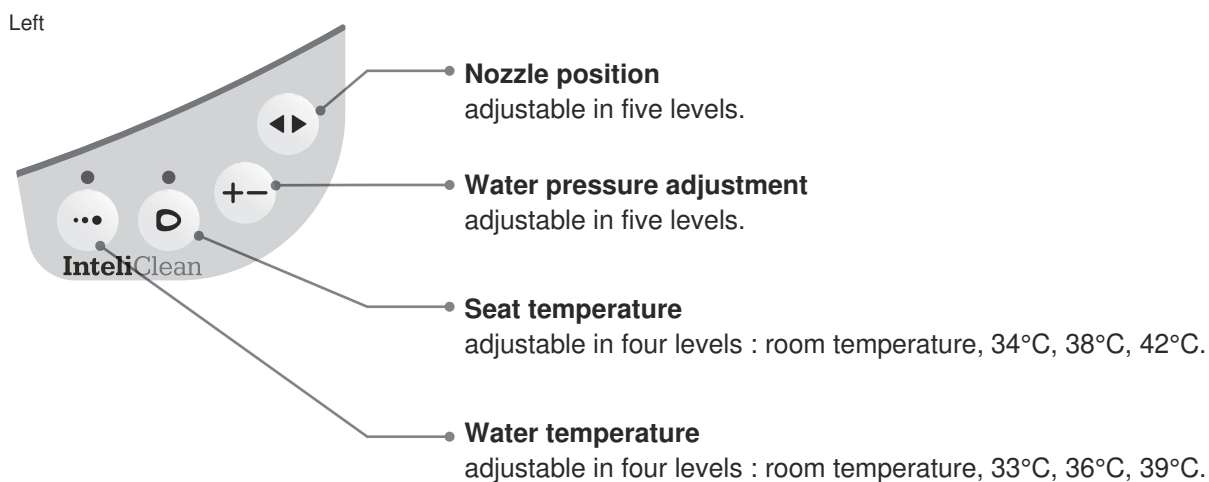 Left
Nozzle position
adjustable in five levels.
Water pressure adjustment
adjustable in five levels.
InteliClean
Seat temperature
adjustable in four levels : room temperature, 34°C, 38°C, 42°C.
Water temperature
adjustable in four levels : room temperature, 33°C, 36°C, 39°C.